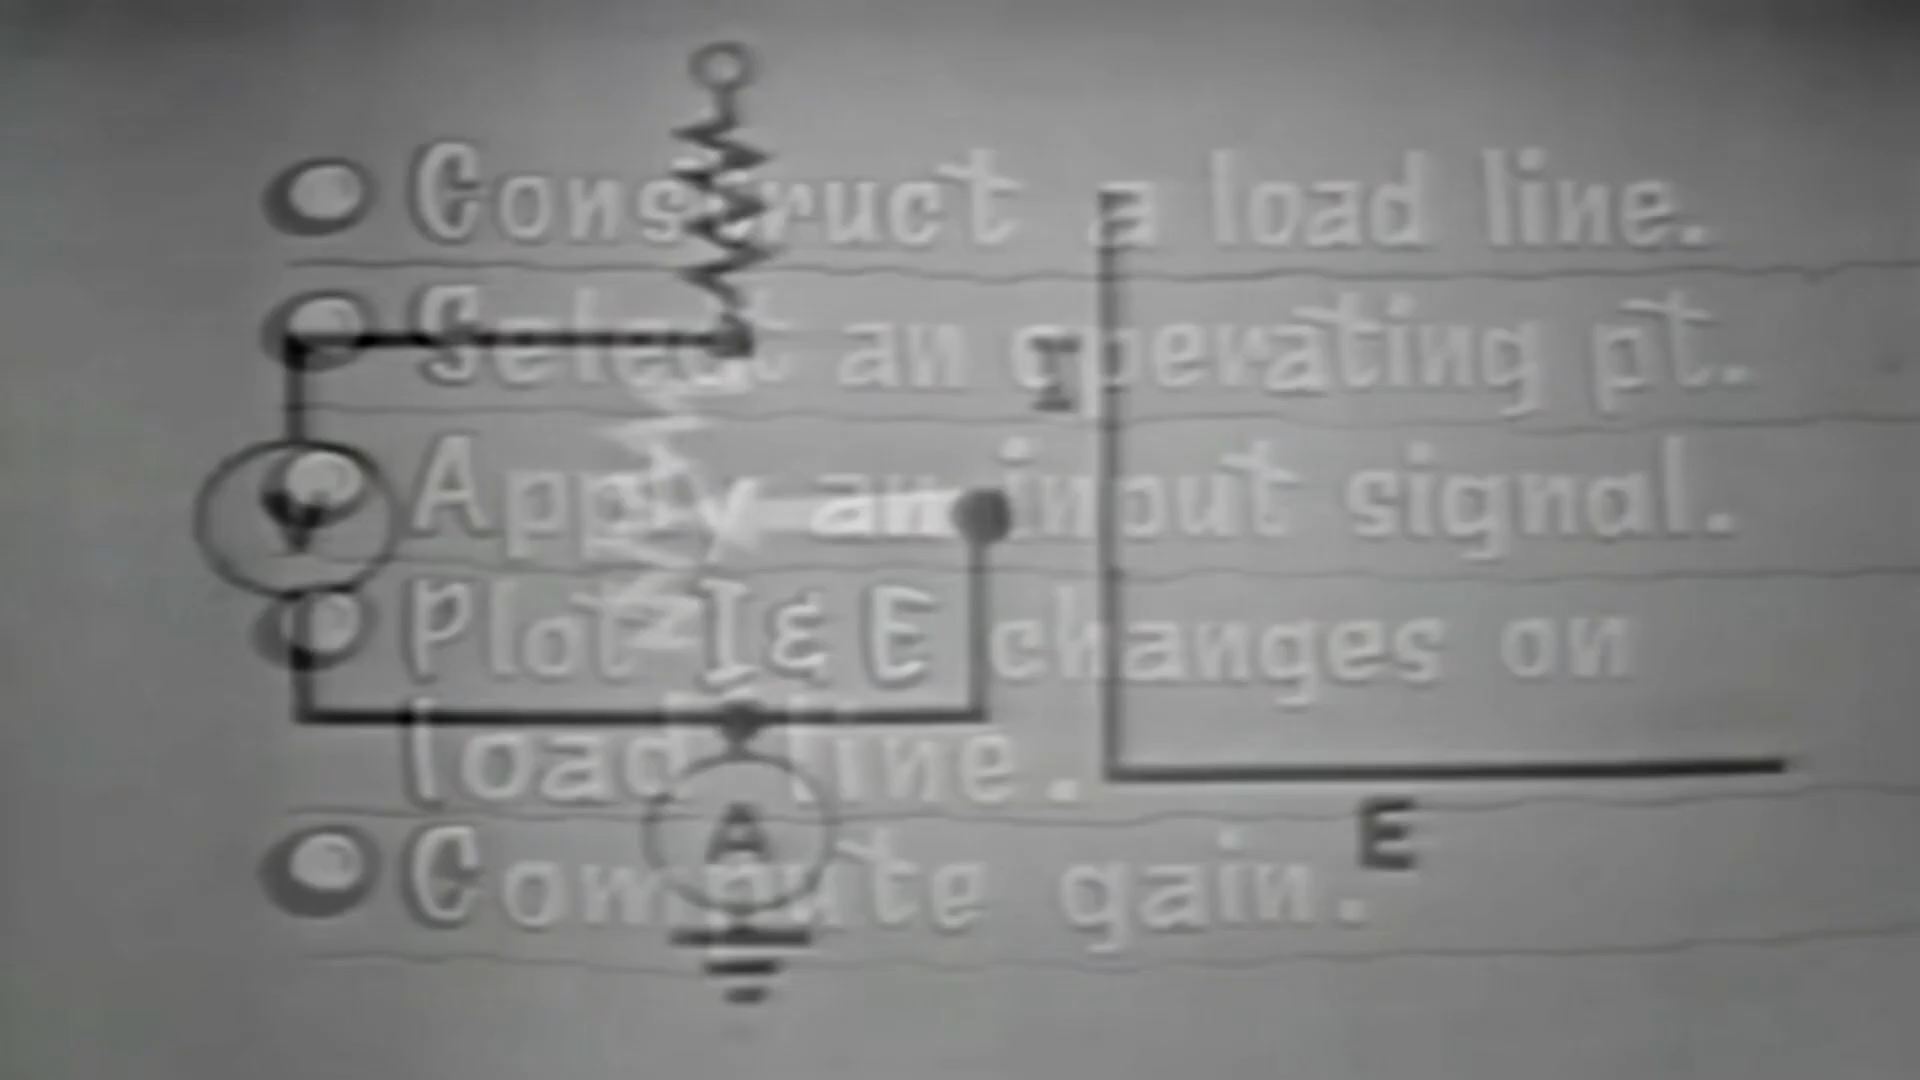 Construct a load line.
Select an operating pt.
I
Apply an input signal.
V
Plot I & E changes on
load line.
A
E
Compute gain.